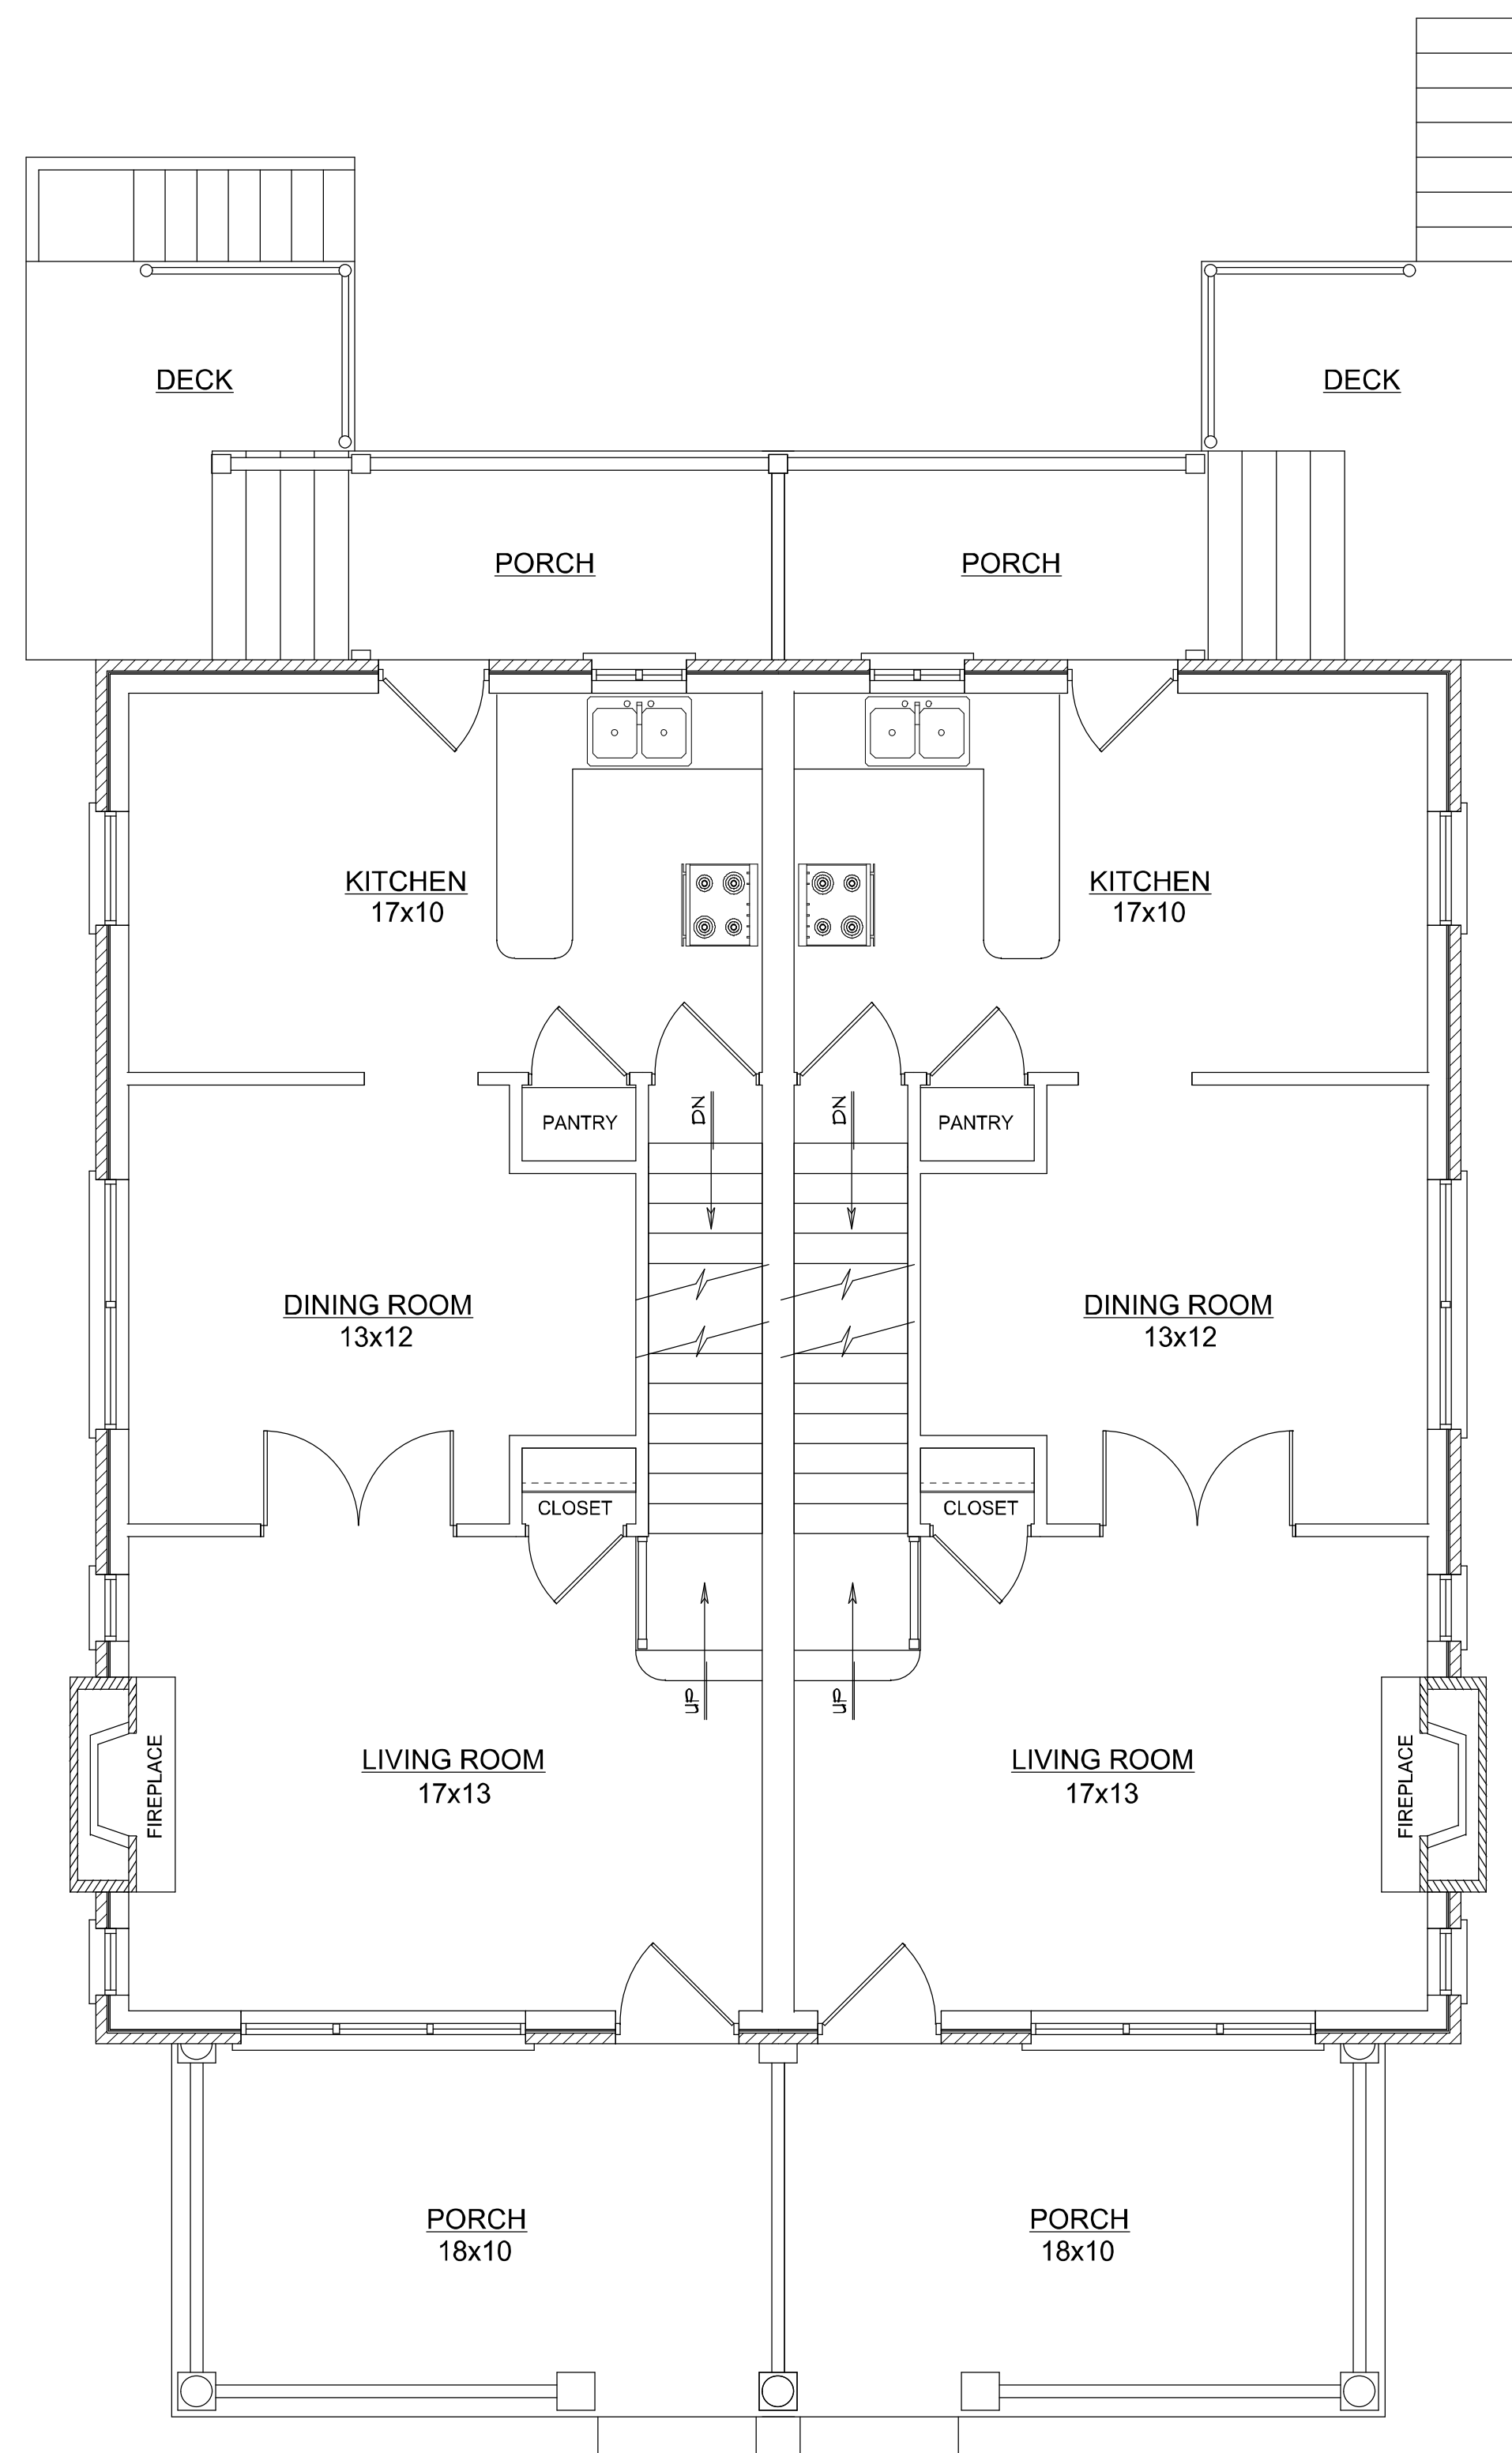 DECK
DECK
PORCH
PORCH
KITCHEN
17x10
KITCHEN
17x10
DN
DN
PANTRY
PANTRY
DINING ROOM
13x12
DINING ROOM
13x12
CLOSET
CLOSET
UP
UP
LIVING ROOM
17x13
LIVING ROOM
17x13
FIREPLACE
FIREPLACE
PORCH
18x10
PORCH
18x10